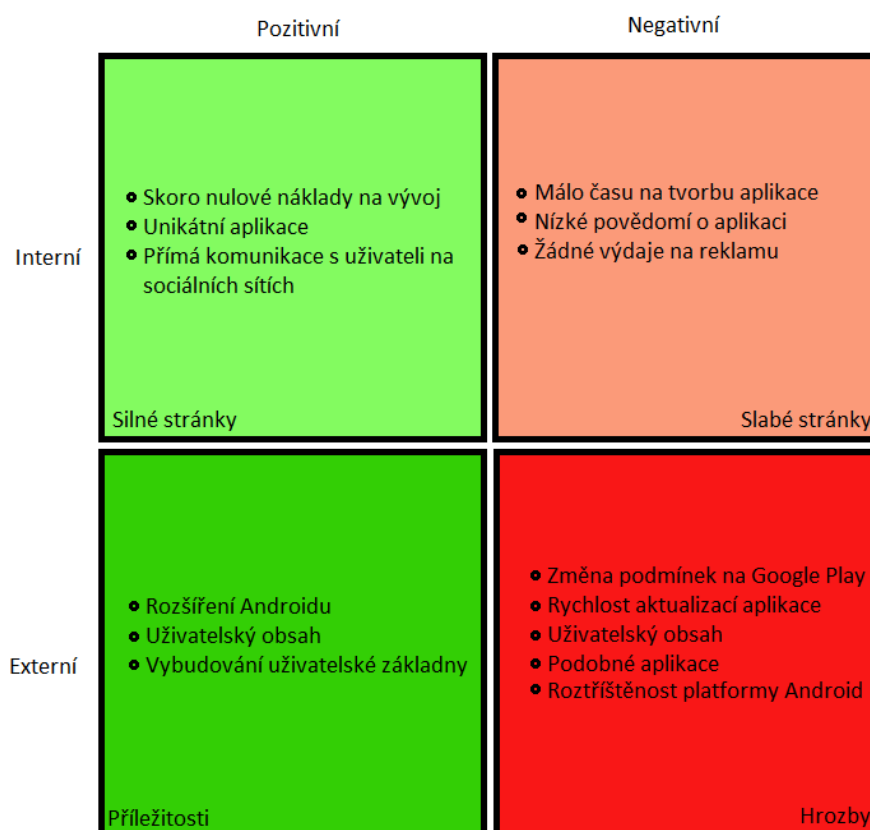 Pozitivní
Negativní
Interní
Skoro nulové náklady na vývoj
Unikátní aplikace
Přímá komunikace s uživateli na
sociálních sítích
Silné stránky
Málo času na tvorbu aplikace
Nízké povědomí o aplikaci
Žádné výdaje na reklamu
Slabé stránky
Externí
Rozšíření Androidu
Uživatelský obsah
Vybudování uživatelské základny
Příležitosti
Změna podmínek na Google Play
Rychlost aktualizací aplikace
Uživatelský obsah
Podobné aplikace
Roztříštěnost platformy Android
Hrozby